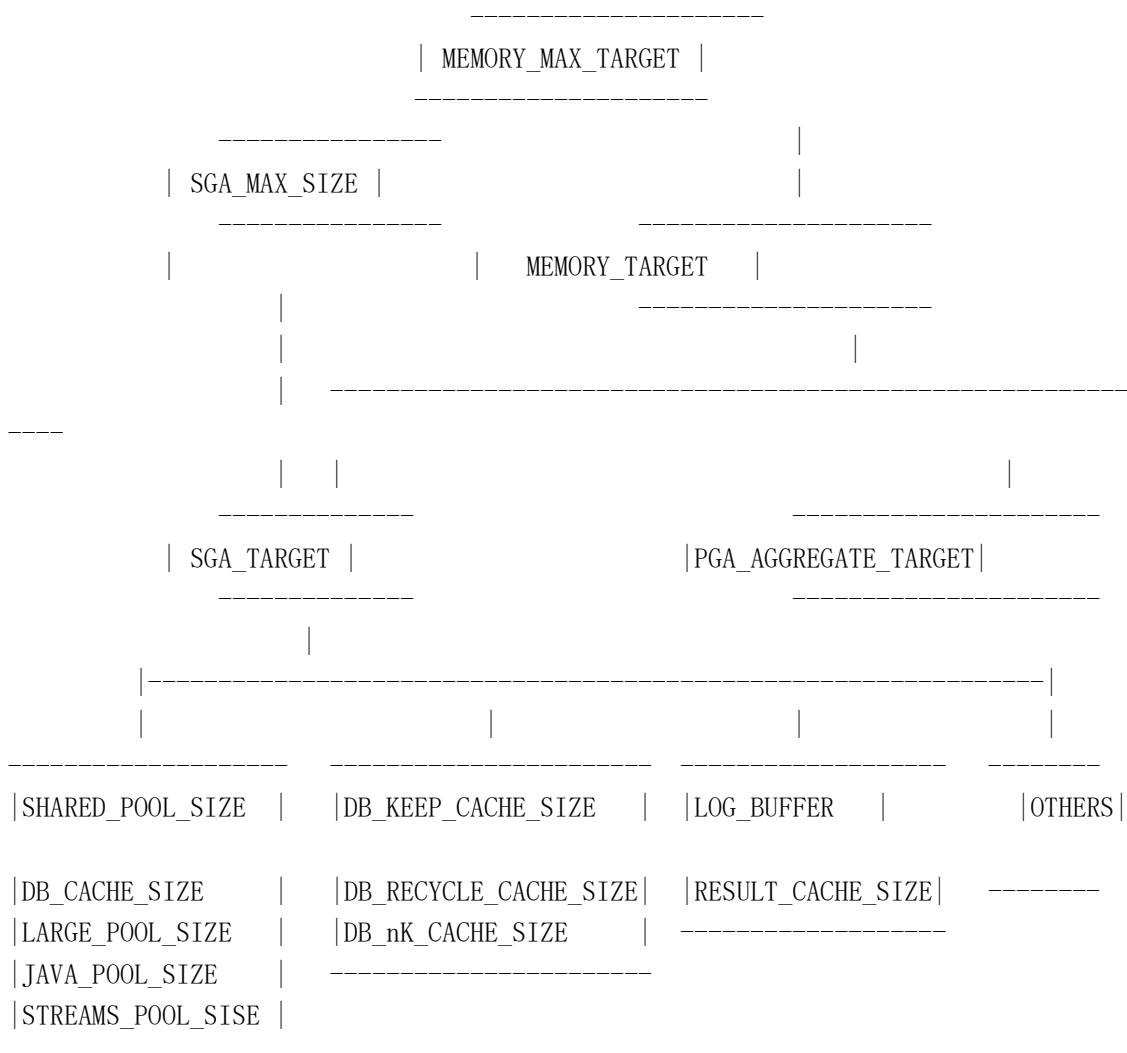 | MEMORY_MAX_TARGET |
| SGA_MAX_SIZE |
| MEMORY_TARGET |
| SGA_TARGET | |PGA_AGGREGATE_TARGET|
|SHARED_POOL_SIZE | |DB_KEEP_CACHE_SIZE | |LOG_BUFFER | |OTHERS|
|DB_CACHE_SIZE | |DB_RECYCLE_CACHE_SIZE| |RESULT_CACHE_SIZE|
|LARGE_POOL_SIZE | |DB_nK_CACHE_SIZE |
|JAVA_POOL_SIZE |
|STREAMS_POOL_SISE |